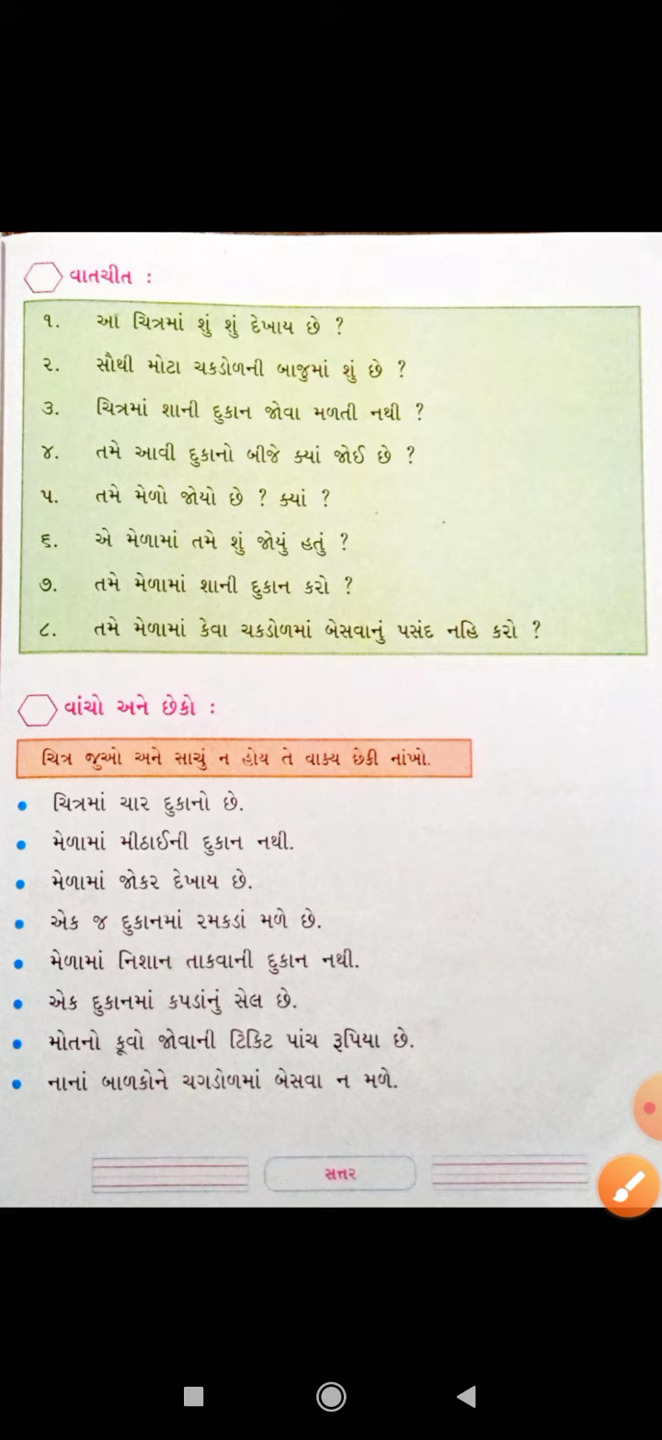 વાતચીત :
૧. આ ચિત્રમાં શું શું દેખાય છે ?
૨. સૌથી મોટા ચકડોળની બાજુમાં શું છે ?
૩. ચિત્રમાં શાની દુકાન જોવા મળતી નથી ?
૪. તમે આવી દુકાનો બીજે ક્યાં જોઈ છે ?
૫. તમે મેળો જોયો છે ? ક્યાં ?
૬. એ મેળામાં તમે શું જોયું હતું ?
૭. તમે મેળામાં શાની દુકાન કરો ?
૮. તમે મેળામાં કેવા ચકડોળમાં બેસવાનું પસંદ નહિ કરો ?
વાંચો અને છેકો :
ચિત્ર જુઓ અને સાચું ન હોય તે વાક્ય છેકી નાંખો.
• ચિત્રમાં ચાર દુકાનો છે.
• મેળામાં મીઠાઈની દુકાન નથી.
• મેળામાં જોકર દેખાય છે.
• એક જ દુકાનમાં રમકડાં મળે છે.
• મેળામાં નિશાન તાકવાની દુકાન નથી.
• એક દુકાનમાં કપડાંનું સેલ છે.
• મોતનો કૂવો જોવાની ટિકિટ પાંચ રૂપિયા છે.
• નાનાં બાળકોને ચગડોળમાં બેસવા ન મળે.
સત્તર